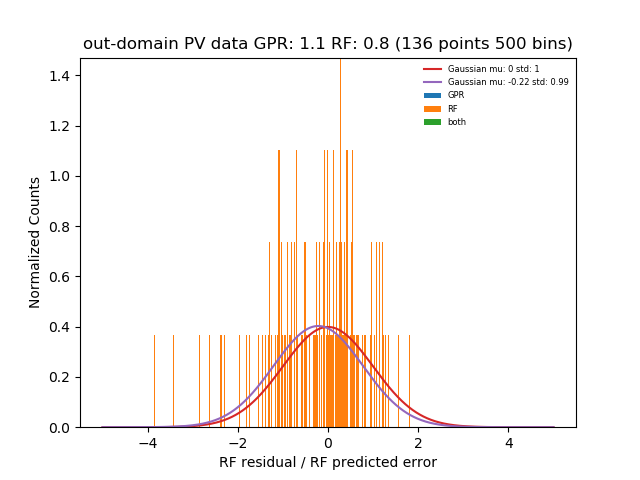 out-domain PV data GPR: 1.1 RF: 0.8 (136 points 500 bins)
Gaussian mu: 0 std: 1
Gaussian mu: -0.22 std: 0.99
GPR
RF
both
Normalized Counts
1.4
1.2
1.0
0.8
0.6
0.4
0.2
0.0
−4
−2
0
2
4
RF residual / RF predicted error